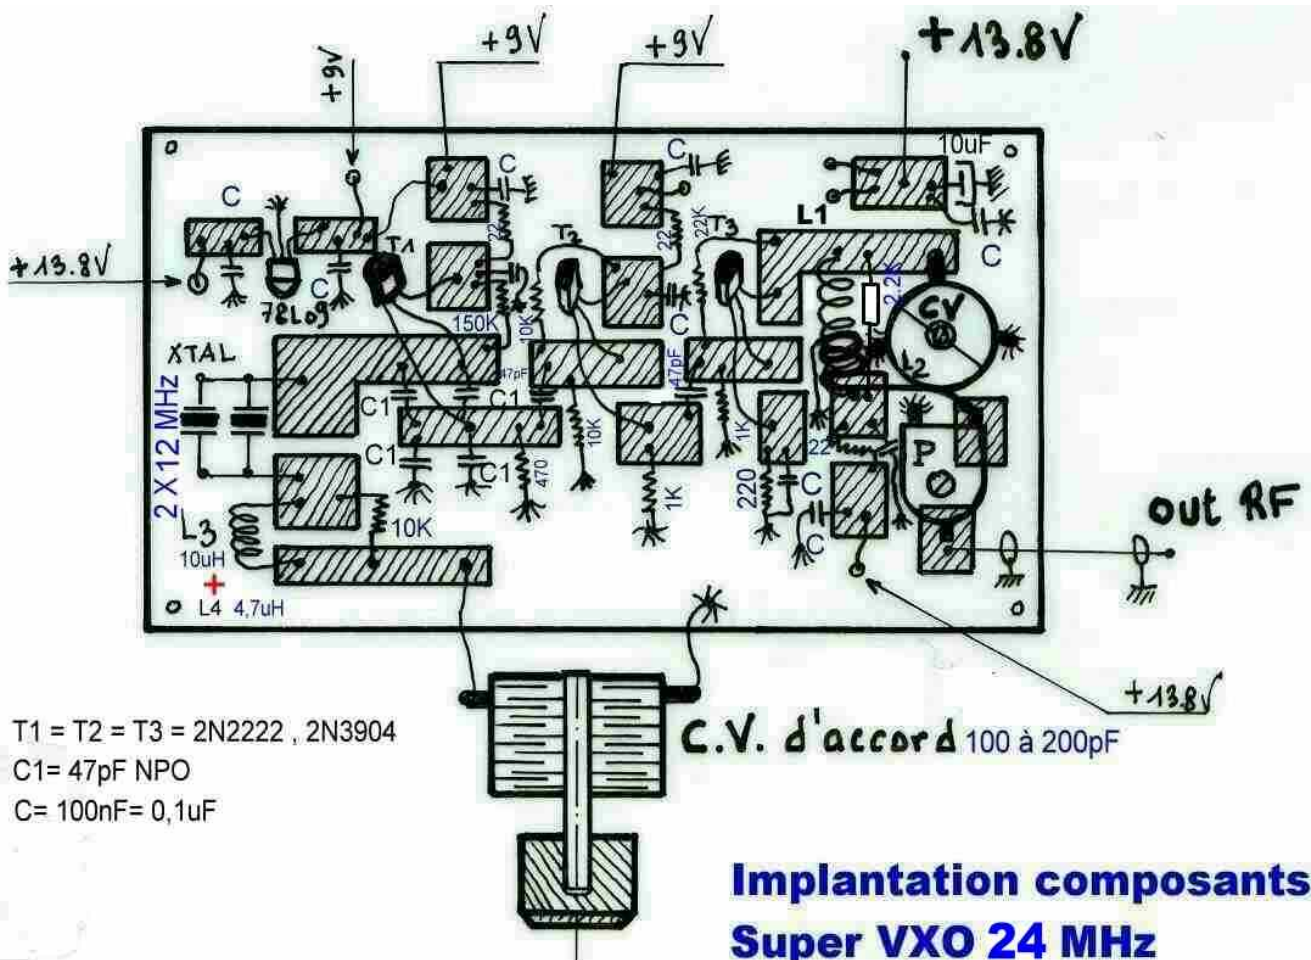 +9V
+9V
+9V
+13.8V
10uF
C
C
C
L1
22
22
22K
T3
T2
T1
C
+13.8V
78L09
C
2.2K
CV
150K
10K
C
L2
XTAL
2 X 12 MHz
47pF
47pF
C1
C1
C1
C1
10K
1K
22
P
470
220
C
1K
out RF
L3
10K
C
10uH
+
L4 4,7uH
+13.8V
C.V. d'accord 100 à 200pF
T1 = T2 = T3 = 2N2222 , 2N3904
C1= 47pF NPO
C= 100nF= 0,1uF
Implantation composants
Super VXO 24 MHz